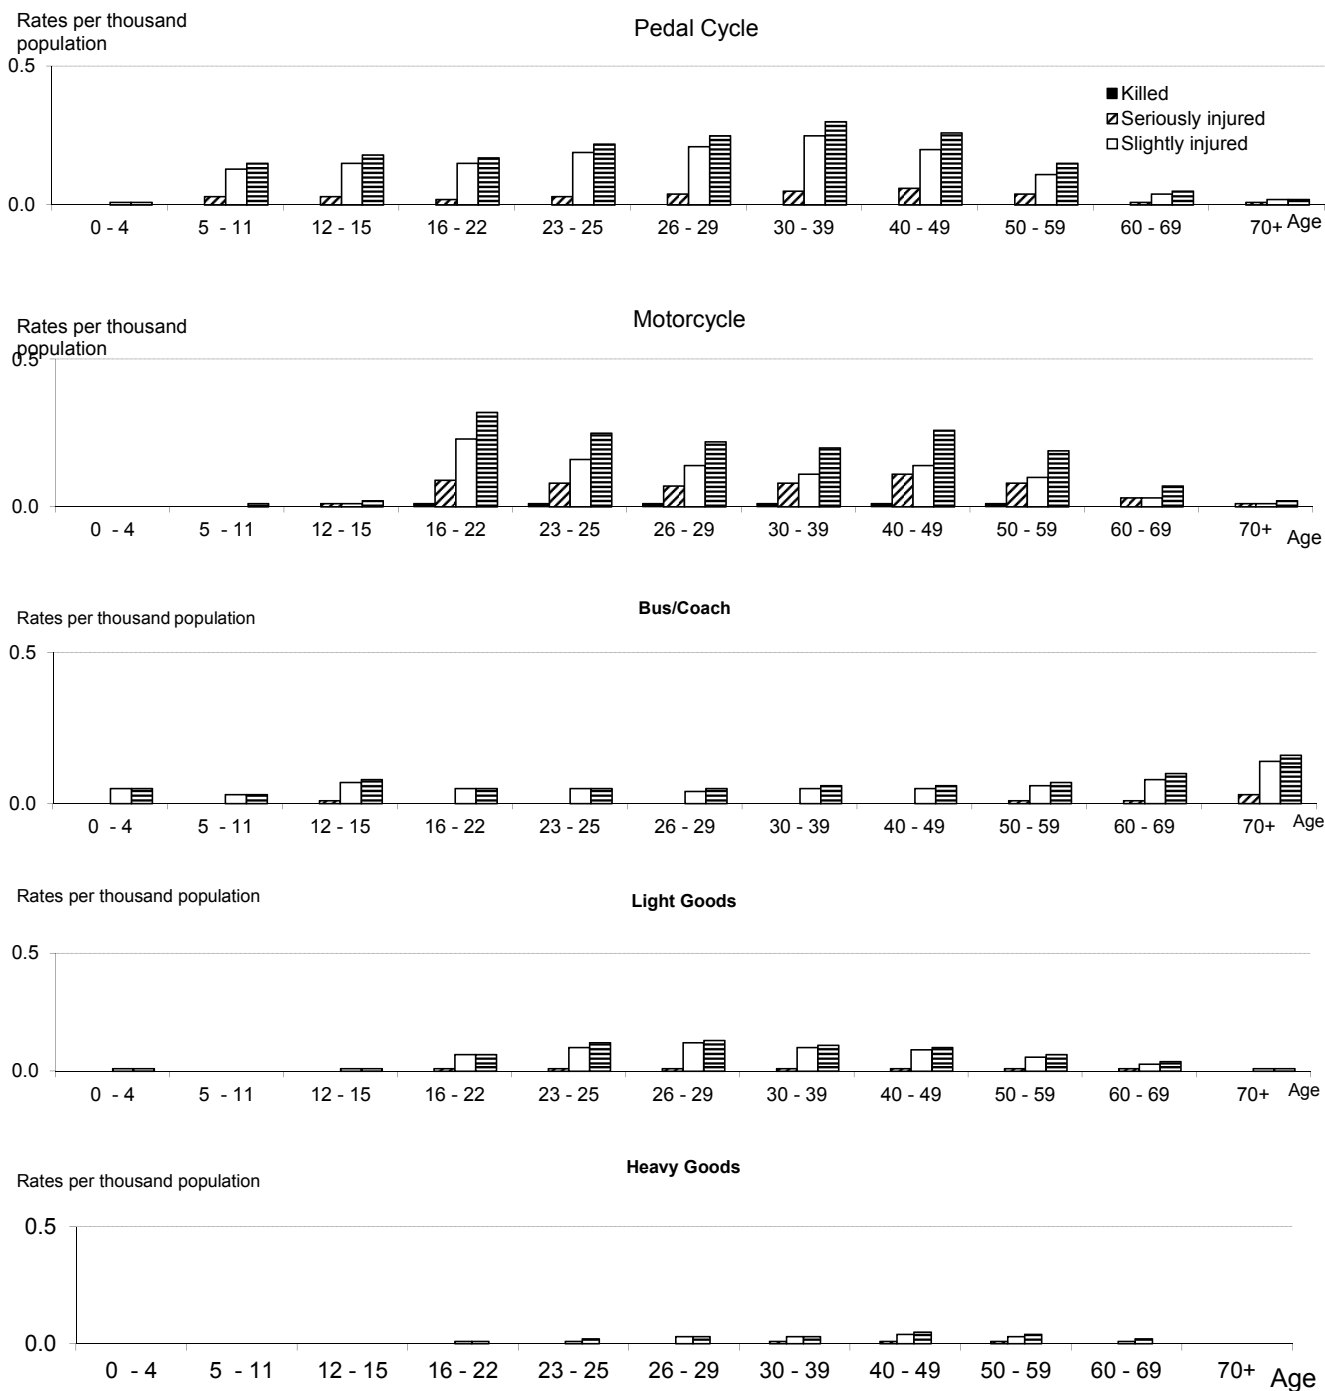 Rates per thousand
population
Pedal Cycle
0.5
Killed
Seriously injured
Slightly injured
0.0
0 - 4 5 - 11 12 - 15 16 - 22 23 - 25 26 - 29 30 - 39 40 - 49 50 - 59 60 - 69 70+ Age
Rates per thousand
population
Motorcycle
0.5
0.0
0 - 4 5 - 11 12 - 15 16 - 22 23 - 25 26 - 29 30 - 39 40 - 49 50 - 59 60 - 69 70+ Age
Rates per thousand population
Bus/Coach
0.5
0.0
0 - 4 5 - 11 12 - 15 16 - 22 23 - 25 26 - 29 30 - 39 40 - 49 50 - 59 60 - 69 70+ Age
Rates per thousand population
Light Goods
0.5
0.0
0 - 4 5 - 11 12 - 15 16 - 22 23 - 25 26 - 29 30 - 39 40 - 49 50 - 59 60 - 69 70+ Age
Rates per thousand population
Heavy Goods
0.5
0.0
0 - 4 5 - 11 12 - 15 16 - 22 23 - 25 26 - 29 30 - 39 40 - 49 50 - 59 60 - 69 70+ Age